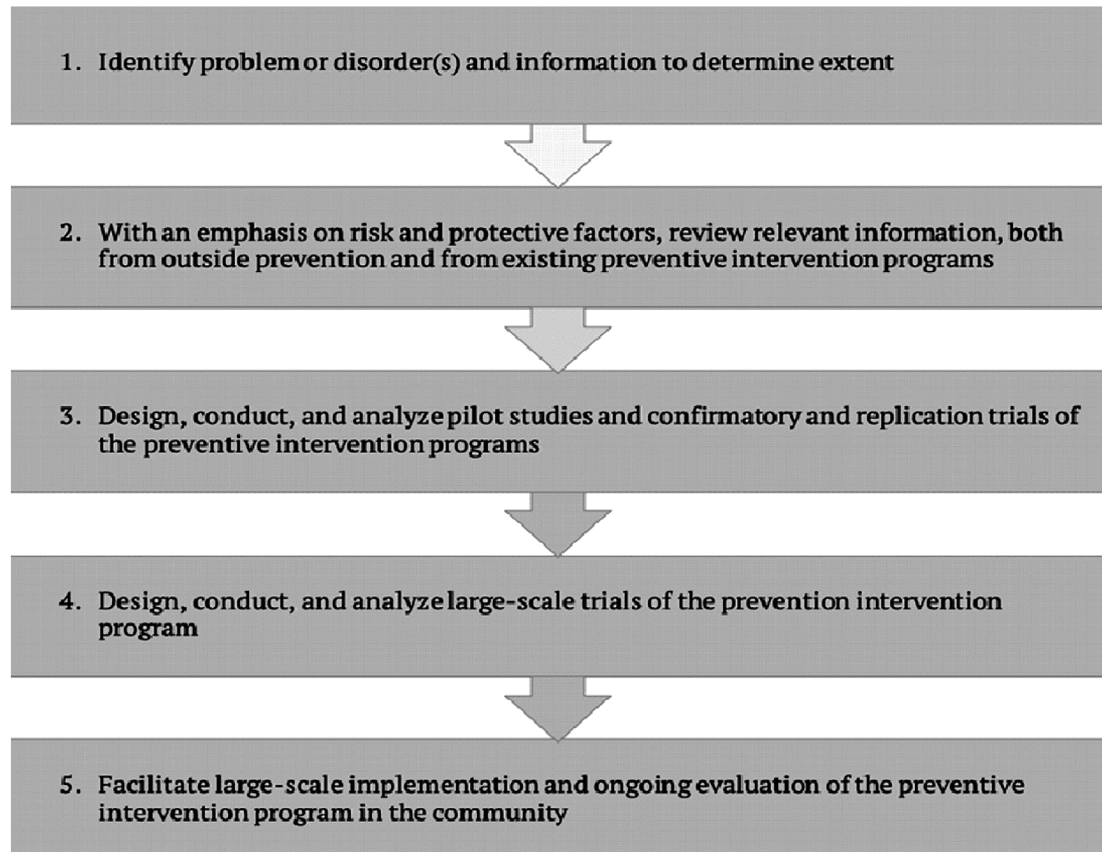 1. Identify problem or disorder(s) and information to determine extent
2. With an emphasis on risk and protective factors, review relevant information, both
from outside prevention and from existing preventive intervention programs
3. Design, conduct, and analyze pilot studies and confirmatory and replication trials of
the preventive intervention programs
4. Design, conduct, and analyze large-scale trials of the prevention intervention
program
5. Facilitate large-scale implementation and ongoing evaluation of the preventive
intervention program in the community